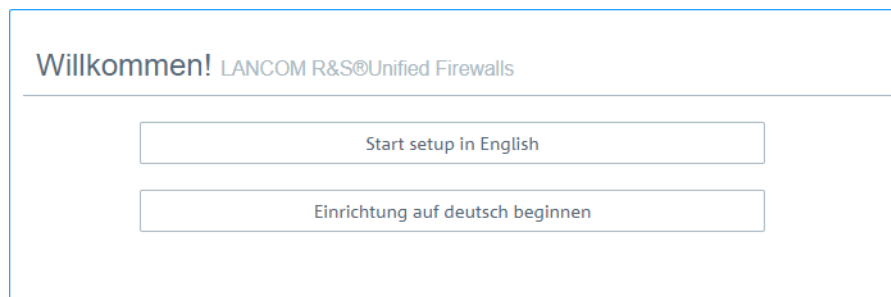 Willkommen! LANCOM R&S®Unified Firewalls
Start setup in English
Einrichtung auf deutsch beginnen